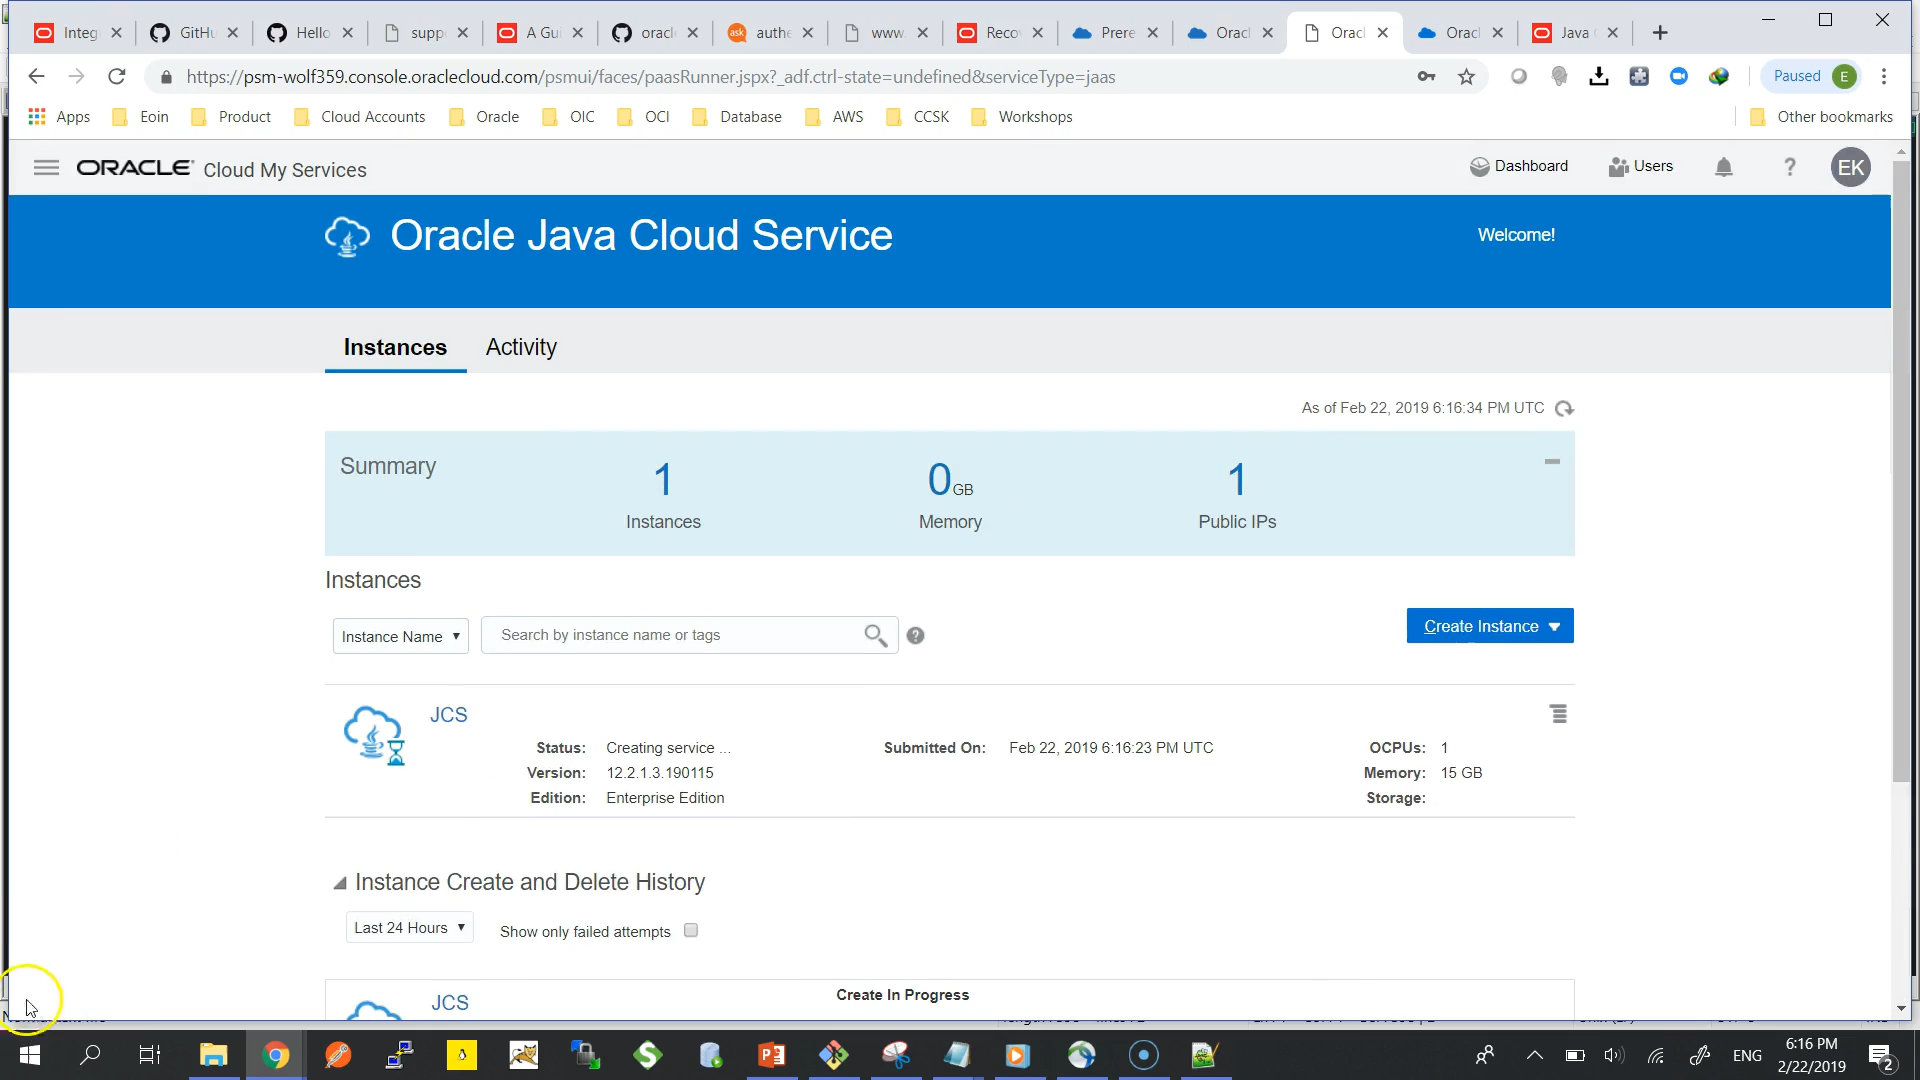 Integ
GitHu
Hello
supp
A Gui
oracl
ask
authe
www.
Reco
Prere
Oracl
Oracl
Oracl
Java
https://psm-wolf359.console.oraclecloud.com/psmui/faces/paasRunner.jspx?_adf.ctrl-state=undefined&serviceType=jaas
Paused E
Apps Eoin Product Cloud Accounts Oracle OIC OCI Database AWS CCSK Workshops Other bookmarks
ORACLE Cloud My Services Dashboard Users ? EK
Oracle Java Cloud Service Welcome!
Instances Activity
As of Feb 22, 2019 6:16:34 PM UTC
Summary 1 0 GB 1
Instances Memory Public IPs
Instances
Instance Name Search by instance name or tags ? Create Instance
JCS
Status: Creating service ... Submitted On: Feb 22, 2019 6:16:23 PM UTC OCPUs: 1
Version: 12.2.1.3.190115 Memory: 15 GB
Edition: Enterprise Edition Storage:
Instance Create and Delete History
Last 24 Hours Show only failed attempts
JCS Create In Progress
ENG 6:16 PM
2/22/2019 2